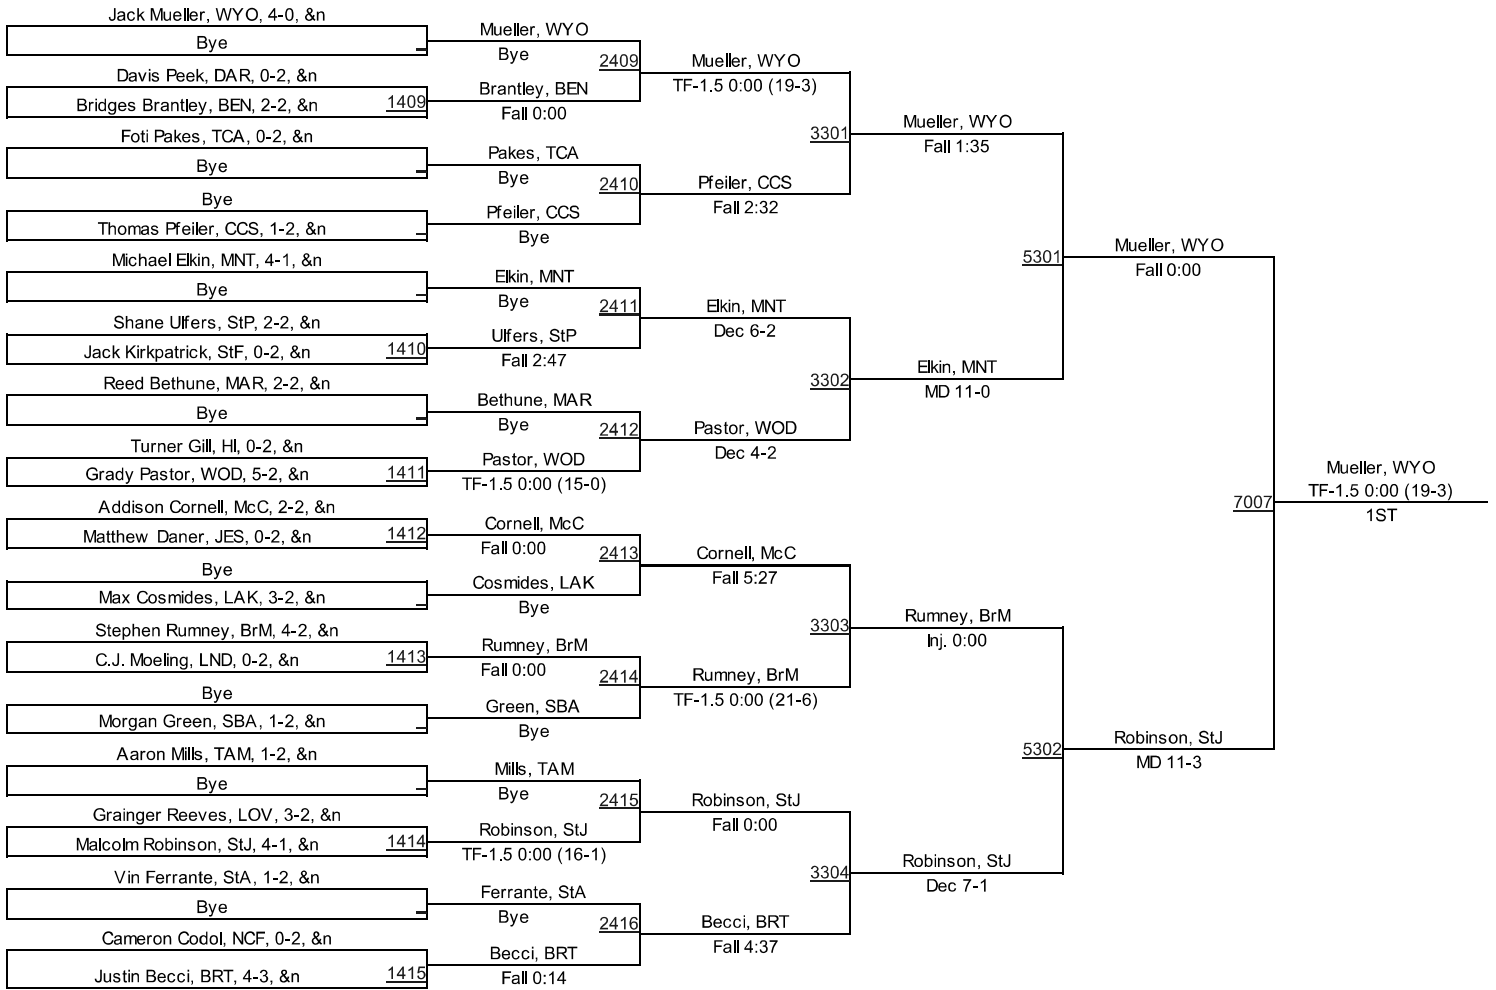 Jack Mueller, WYO, 4-0, &n
Bye
Davis Peek, DAR, 0-2, &n
Bridges Brantley, BEN, 2-2, &n 1409
Foti Pakes, TCA, 0-2, &n
Bye
Bye
Thomas Pfeiler, CCS, 1-2, &n
Michael Elkin, MNT, 4-1, &n
Bye
Shane Ulfers, StP, 2-2, &n
Jack Kirkpatrick, StF, 0-2, &n 1410
Reed Bethune, MAR, 2-2, &n
Bye
Turner Gill, HI, 0-2, &n
Grady Pastor, WOD, 5-2, &n 1411
Addison Cornell, McC, 2-2, &n
Matthew Daner, JES, 0-2, &n 1412
Bye
Max Cosmides, LAK, 3-2, &n
Stephen Rumney, BrM, 4-2, &n
C.J. Moeling, LND, 0-2, &n 1413
Bye
Morgan Green, SBA, 1-2, &n
Aaron Mills, TAM, 1-2, &n
Bye
Grainger Reeves, LOV, 3-2, &n
Malcolm Robinson, StJ, 4-1, &n 1414
Vin Ferrante, StA, 1-2, &n
Bye
Cameron Codol, NCF, 0-2, &n
Justin Becci, BRT, 4-3, &n 1415
Mueller, WYO
Bye
2409
Brantley, BEN
Fall 0:00
Pakes, TCA
Bye
2410
Pfeiler, CCS
Bye
Elkin, MNT
Bye
2411
Ulfers, StP
Fall 2:47
Bethune, MAR
Bye
2412
Pastor, WOD
TF-1.5 0:00 (15-0)
Cornell, McC
Fall 0:00
2413
Cosmides, LAK
Bye
Rumney, BrM
Fall 0:00
2414
Green, SBA
Bye
Mills, TAM
Bye
2415
Robinson, StJ
TF-1.5 0:00 (16-1)
Ferrante, StA
Bye
2416
Becci, BRT
Fall 0:14
Mueller, WYO
TF-1.5 0:00 (19-3)
3301
Pfeiler, CCS
Fall 2:32
Elkin, MNT
Dec 6-2
3302
Pastor, WOD
Dec 4-2
Cornell, McC
Fall 5:27
3303
Rumney, BrM
TF-1.5 0:00 (21-6)
Robinson, StJ
Fall 0:00
3304
Becci, BRT
Fall 4:37
Mueller, WYO
Fall 1:35
5301
Elkin, MNT
MD 11-0
Rumney, BrM
Inj. 0:00
5302
Robinson, StJ
Dec 7-1
Mueller, WYO
Fall 0:00
7007
Robinson, StJ
MD 11-3
Mueller, WYO
TF-1.5 0:00 (19-3)
1ST